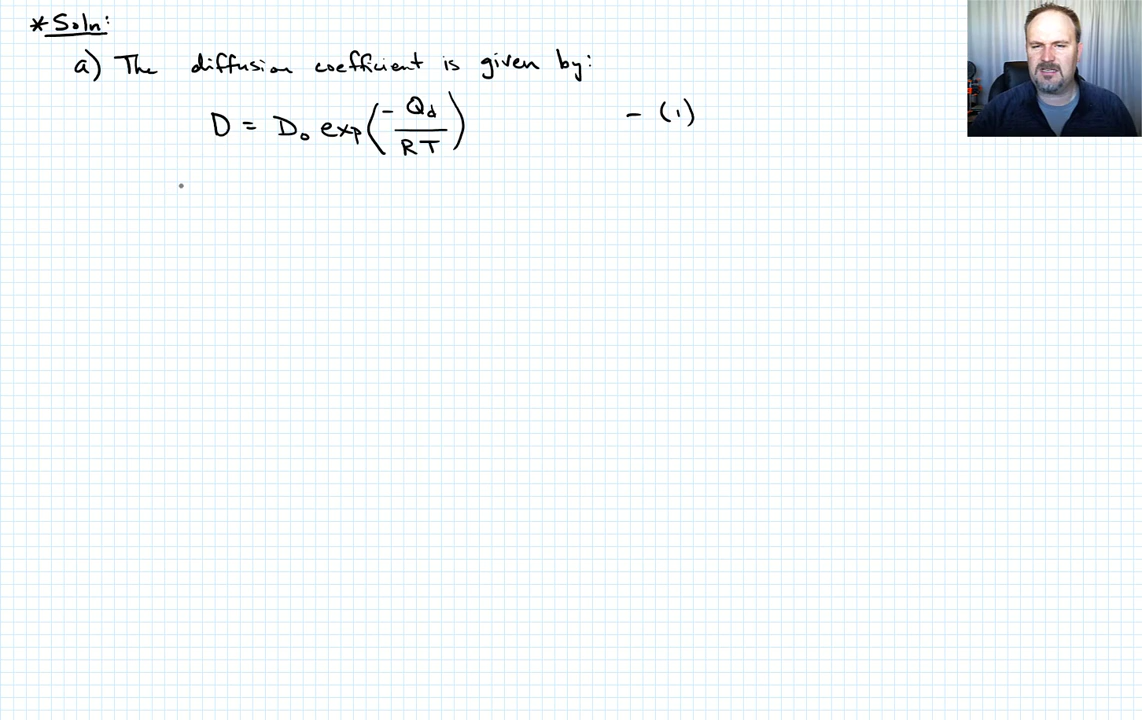 * Soln:
a) The diffusion coefficient is given by:
D = D₀ exp(- Q_d / RT) - (1)